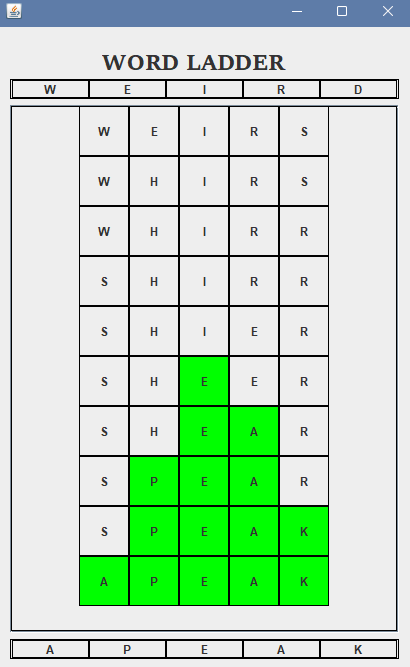 WORD LADDER
W E I R D
W E I R S
W H I R S
W H I R R
S H I R R
S H I E R
S H E E R
S H E A R
S P E A R
S P E A K
A P E A K
A P E A K